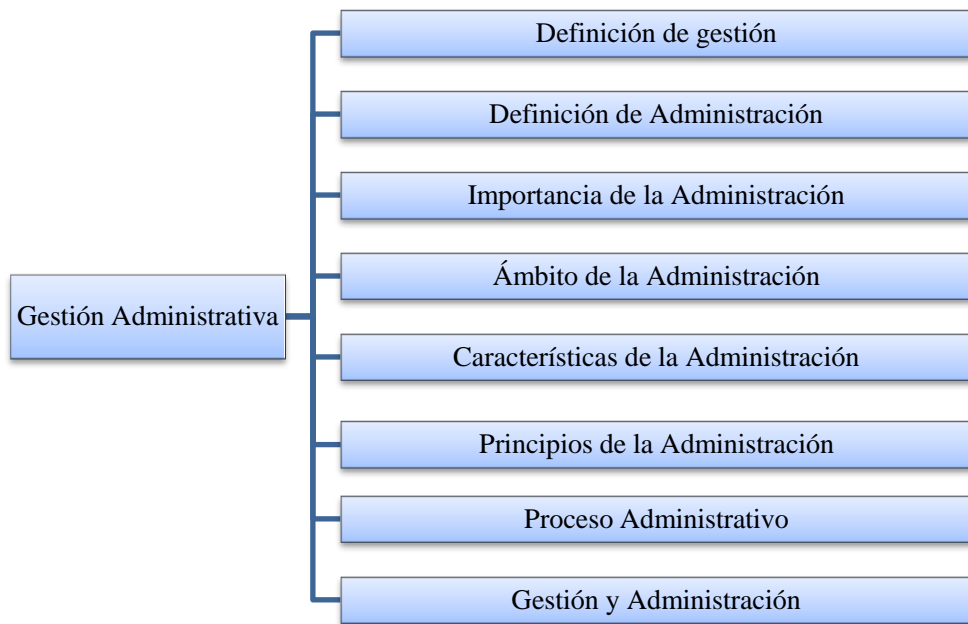 Definición de gestión
Definición de Administración
Importancia de la Administración
Ámbito de la Administración
Gestión Administrativa
Características de la Administración
Principios de la Administración
Proceso Administrativo
Gestión y Administración